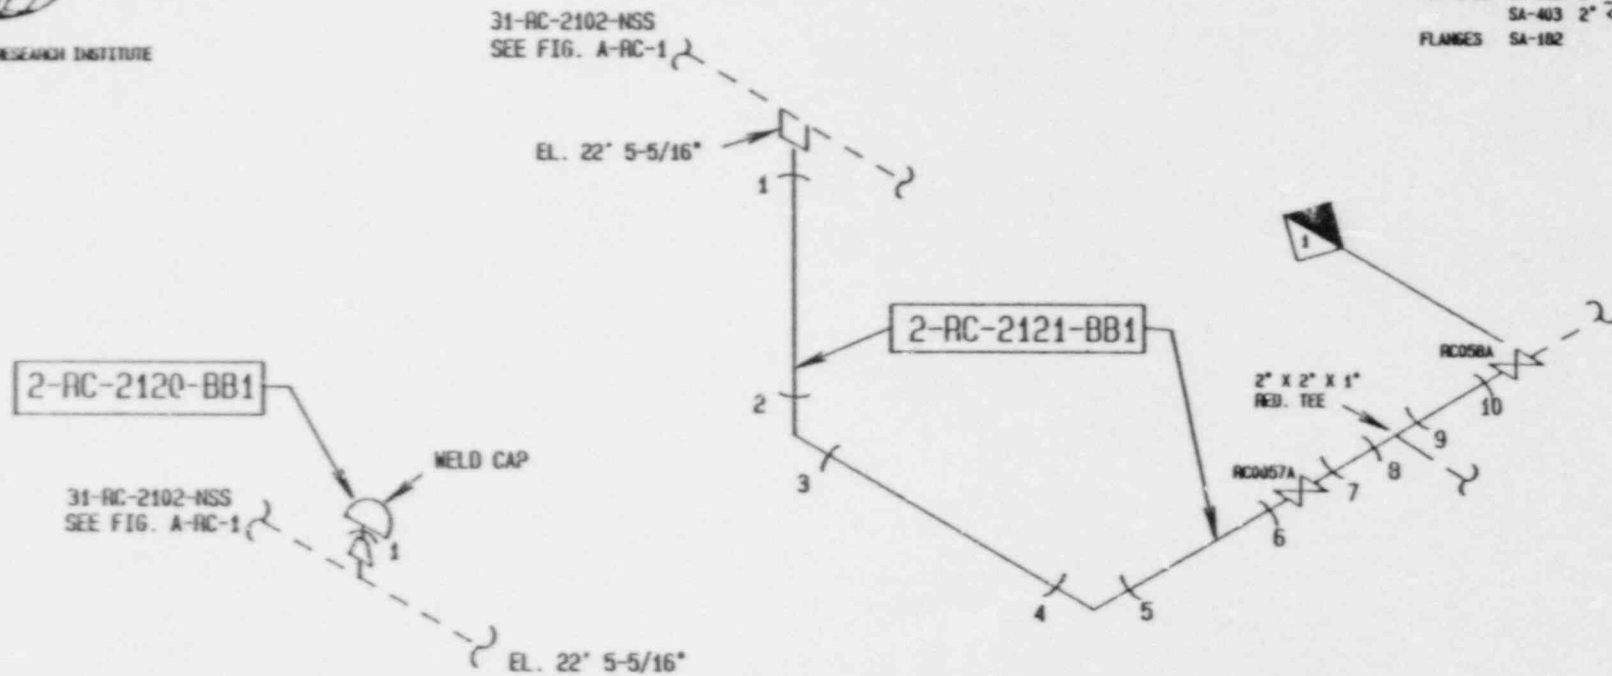 RESEARCH INSTITUTE
31-RC-2102-NSS
SEE FIG. A-RC-1
SA-403 2"
FLANGES SA-182
EL. 22' 5-5/16"
1
2
3
4
5
6
7
8
9
10
2-RC-2121-BB1
1
RC058A
2" X 2" X 1"
RED. TEE
RC0057A
2-RC-2120-BB1
WELD CAP
31-RC-2102-NSS
SEE FIG. A-RC-1
1
EL. 22' 5-5/16"